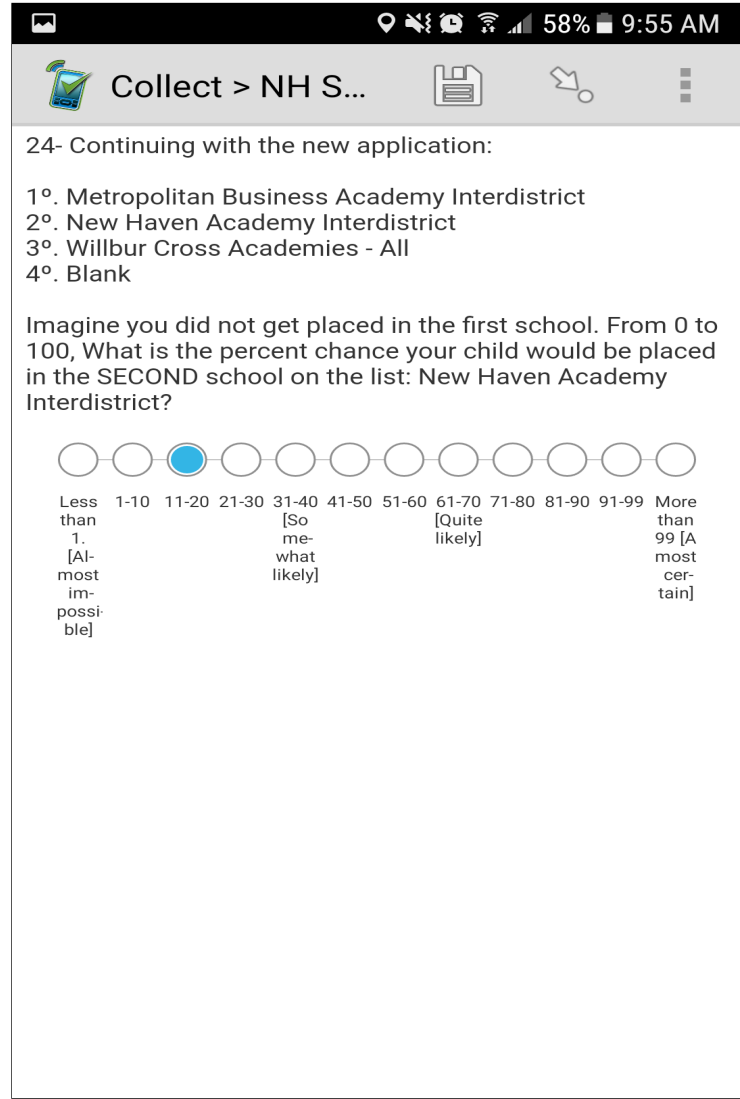 58% 9:55 AM
Collect > NH S...
24- Continuing with the new application:
1º. Metropolitan Business Academy Interdistrict
2º. New Haven Academy Interdistrict
3º. Willbur Cross Academies - All
4º. Blank
Imagine you did not get placed in the first school. From 0 to
100, What is the percent chance your child would be placed
in the SECOND school on the list: New Haven Academy
Interdistrict?
Less than 1. [Al-most im-possi-ble]
1-10
11-20
21-30
31-40 [So me-what likely]
41-50
51-60
61-70 [Quite likely]
71-80
81-90
91-99
More than 99 [A most cer-tain]